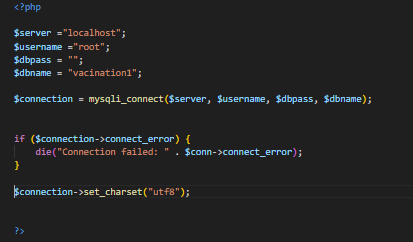 <?php
$server ="localhost";
$username ="root";
$dbpass = "";
$dbname = "vacination1";
$connection = mysqli_connect($server, $username, $dbpass, $dbname);
if ($connection->connect_error) {
die("Connection failed: " . $conn->connect_error);
}
$connection->set_charset("utf8");
?>